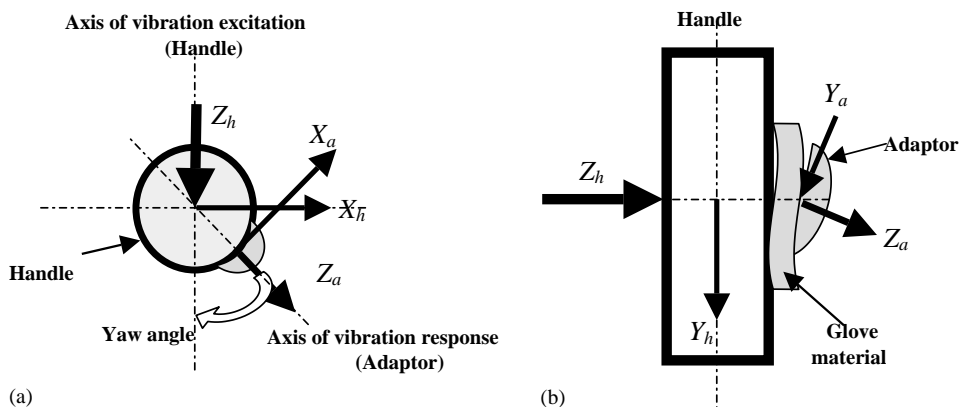 Axis of vibration excitation
(Handle)
Z_h
X_a
X_h
Handle
Z_a
Yaw angle
Axis of vibration response
(Adaptor)
(a)
Handle
Y_a
Adaptor
Z_h
Z_a
Y_h
Glove
material
(b)